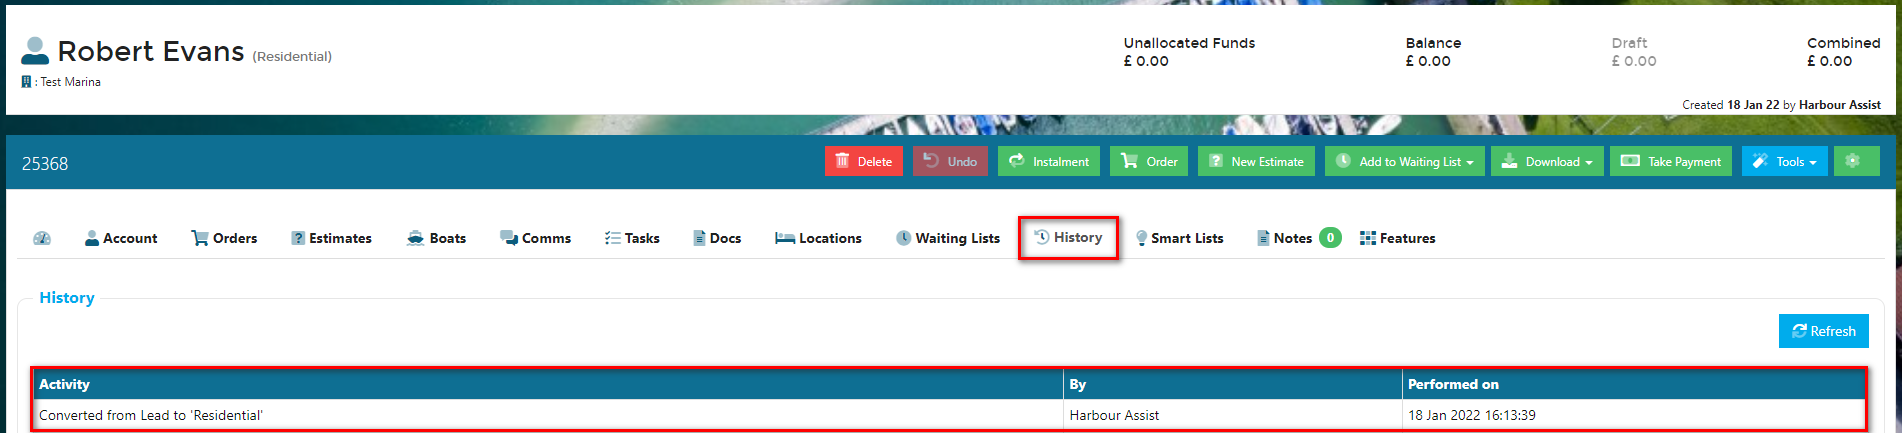 Robert Evans (Residential)
: Test Marina
Unallocated Funds
£ 0.00
Balance
£ 0.00
Draft
£ 0.00
Combined
£ 0.00
Created 18 Jan 22 by Harbour Assist
25368
Delete
Undo
Instalment
Order
New Estimate
Add to Waiting List
Download
Take Payment
Tools
Account
Orders
Estimates
Boats
Comms
Tasks
Docs
Locations
Waiting Lists
History
Smart Lists
Notes 0
Features
History
Refresh
Activity By Performed on
Converted from Lead to 'Residential' Harbour Assist 18 Jan 2022 16:13:39